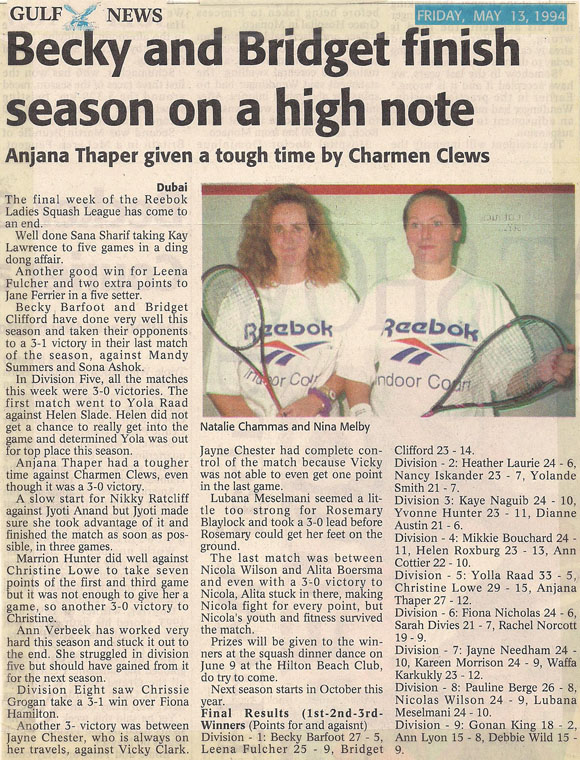 GULF NEWS
FRIDAY, MAY 13, 1994
Becky and Bridget finish
season on a high note
Anjana Thaper given a tough time by Charmen Clews
Dubai
The final week of the Reebok
Ladies Squash League has come to
an end.
Well done Sana Sharif taking Kay
Lawrence to five games in a ding
dong affair.
Another good win for Leena
Fulcher and two extra points to
Jane Ferrier in a five setter.
Becky Barfoot and Bridget
Clifford have done very well this
season and taken their opponents
to a 3-1 victory in their last match
of the season, against Mandy
Summers and Sona Ashok.
In Division Five, all the matches
this week were 3-0 victories. The
first match went to Yola Raad
against Helen Slade. Helen did not
get a chance to really get into the
game and determined Yola was out
for top place this season.
Anjana Thaper had a tougher
time against Charmen Clews, even
though it was a 3-0 victory.
A slow start for Nikky Ratcliff
against Jyoti Anand but Jyoti made
sure she took advantage of it and
finished the match as soon as pos-
sible, in three games.
Marrion Hunter did well against
Christine Lowe to take seven
points of the first and third game
but it was not enough to give her a
game, so another 3-0 victory to
Christine.
Ann Verbeek has worked very
hard this season and stuck it out to
the end. She struggled in division
five but should have gained from it
for the next season.
Division Eight saw Chrissie
Grogan take a 3-1 win over Fiona
Hamilton.
Another 3- victory was between
Jayne Chester, who is always on
her travels, against Vicky Clark.
Reebok
Indoor Cou
Reebok
ndoor Court
Natalie Chammas and Nina Melby
Jayne Chester had complete con-
trol of the match because Vicky
was not able to even get one point
in the last game.
Lubana Meselmani seemed a lit-
tle too strong for Rosemary
Blaylock and took a 3-0 lead before
Rosemary could get her feet on the
ground.
The last match was between
Nicola Wilson and Alita Boersma
and even with a 3-0 victory to
Nicola, Alita stuck in there, making
Nicola fight for every point, but
Nicola's youth and fitness survived
the match.
Prizes will be given to the win-
ners at the squash dinner dance on
June 9 at the Hilton Beach Club,
do try to come.
Next season starts in October this
year.
Final Results (1st-2nd-3rd-
Winners (Points for and agaisnt)
Division - 1: Becky Barfoot 27 - 5,
Leena Fulcher 25 - 9, Bridget
Clifford 23 - 14.
Division - 2: Heather Laurie 24 - 6,
Nancy Iskander 23 - 7, Yolande
Smith 21 - 7.
Division - 3: Kaye Naguib 24 - 10,
Yvonne Hunter 23 - 11, Dianne
Austin 21 - 6.
Division - 4: Mikkie Bouchard 24 -
11, Helen Roxburg 23 - 13, Ann
Cottier 22 - 10.
Division - 5: Yolla Raad 33 - 5,
Christine Lowe 29 - 15, Anjana
Thaper 27 - 12.
Division - 6: Fiona Nicholas 24 - 6,
Sarah Divies 21 - 7, Rachel Norcott
19 - 9.
Division - 7: Jayne Needham 24 -
10, Kareen Morrison 24 - 9, Waffa
Karkukly 23 - 12.
Division - 8: Pauline Berge 26 - 8,
Nicolas Wilson 24 - 9, Lubana
Meselmani 24 - 10.
Division - 9: Gonan King 18 - 2,
Ann Lyon 15 - 8, Debbie Wild 15 -
9.